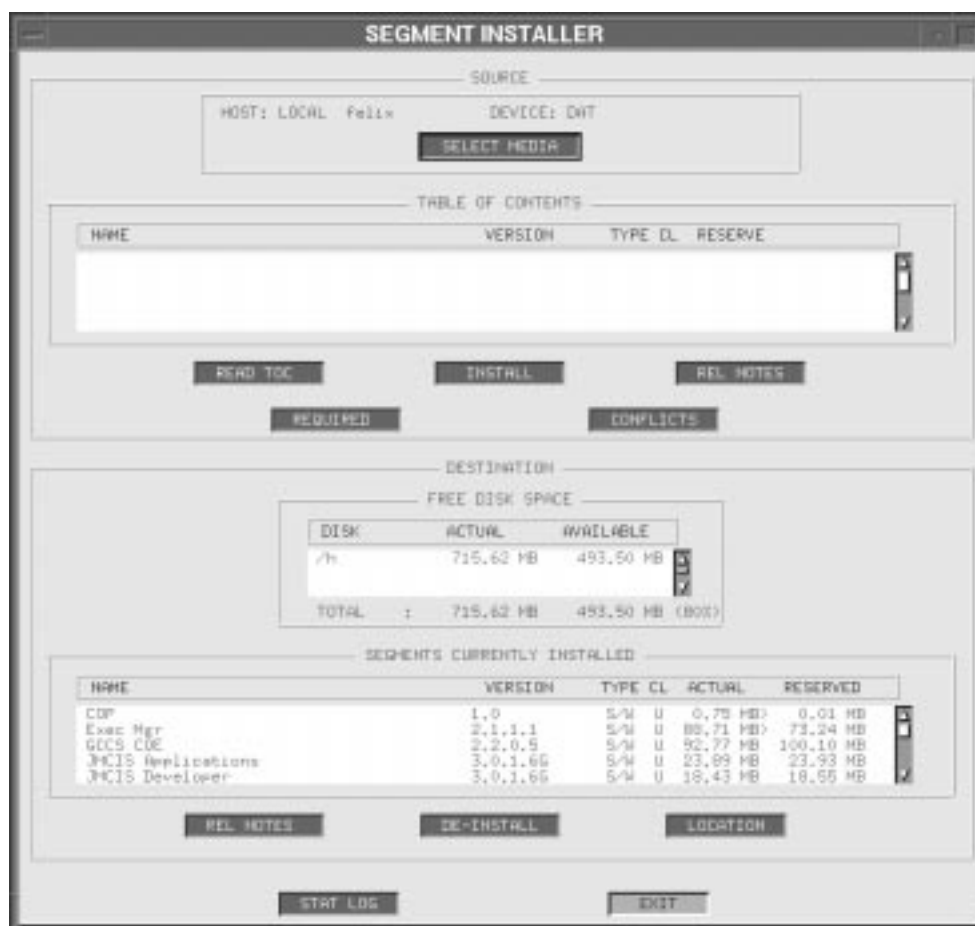 SEGMENT INSTALLER
SOURCE
HOST: LOCAL felix DEVICE: DAT
SELECT MEDIA
TABLE OF CONTENTS
NAME VERSION TYPE CL RESERVE
READ TOC INSTALL REL NOTES
REQUIRED CONFLICTS
DESTINATION
FREE DISK SPACE
DISK ACTUAL AVAILABLE
/h 715.62 MB 493.50 MB
TOTAL : 715.62 MB 493.50 MB (80%)
SEGMENTS CURRENTLY INSTALLED
NAME VERSION TYPE CL ACTUAL RESERVED
COP 1.0 S/W U 0.75 MB> 0.01 MB
Exec Mgr 2.1.1.1 S/W U 88.71 MB> 73.24 MB
GCCS COE 2.2.0.5 S/W U 92.77 MB 100.10 MB
JMCIS Applications 3.0.1.6G S/W U 23.89 MB 23.93 MB
JMCIS Developer 3.0.1.6G S/W U 18.43 MB 18.55 MB
REL NOTES DE-INSTALL LOCATION
STAT LOG EXIT